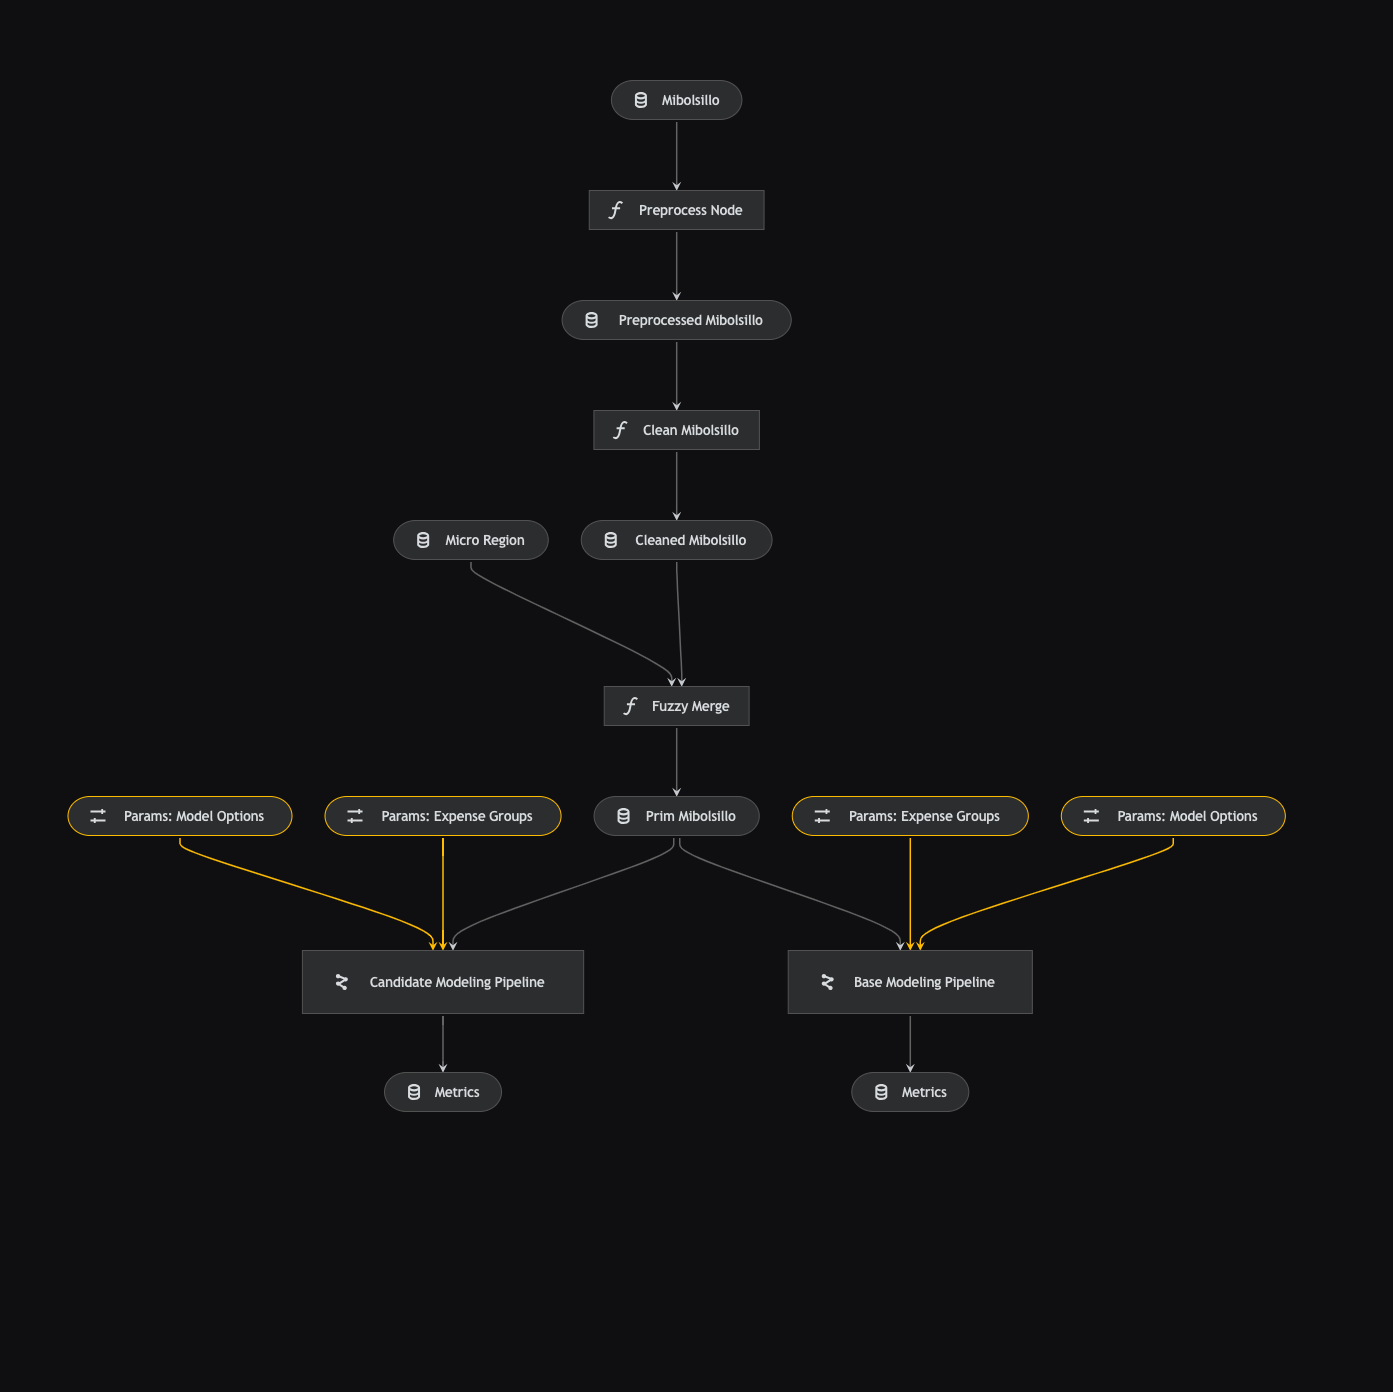 Mibolsillo
Preprocess Node
Preprocessed Mibolsillo
Clean Mibolsillo
Micro Region
Cleaned Mibolsillo
Fuzzy Merge
Params: Model Options
Params: Expense Groups
Prim Mibolsillo
Params: Expense Groups
Params: Model Options
Candidate Modeling Pipeline
Base Modeling Pipeline
Metrics
Metrics